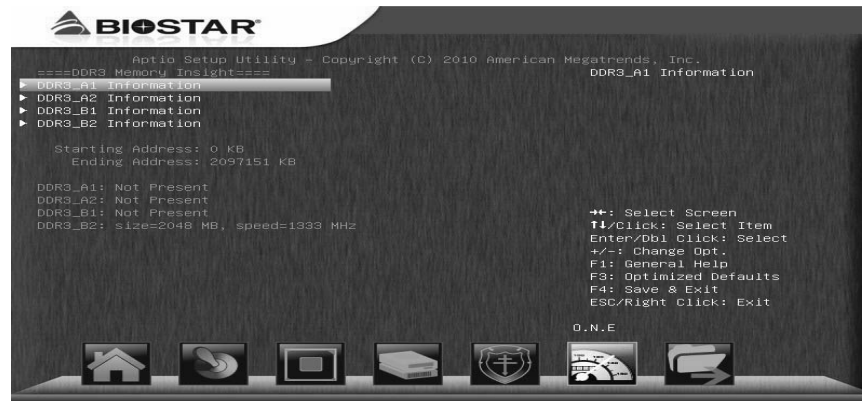 BIOSTAR®
Aptio Setup Utility - Copyright (C) 2010 American Megatrends, Inc.
====DDR3 Memory Insight====
► DDR3_A1 Information
► DDR3_A2 Information
► DDR3_B1 Information
► DDR3_B2 Information
Starting Address: 0 KB
Ending Address: 2097151 KB
DDR3_A1: Not Present
DDR3_A2: Not Present
DDR3_B1: Not Present
DDR3_B2: size=2048 MB, speed=1333 MHz
DDR3_A1 Information
→←: Select Screen
↑↓/Click: Select Item
Enter/Dbl Click: Select
+/-: Change Opt.
F1: General Help
F3: Optimized Defaults
F4: Save & Exit
ESC/Right Click: Exit
O.N.E